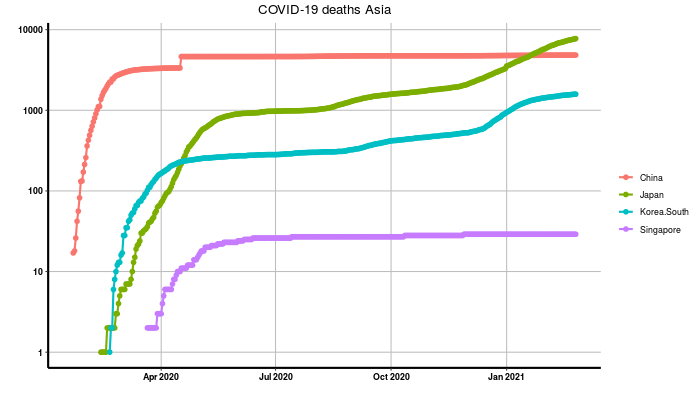 COVID-19 deaths Asia
10000
1000
100
10
1
Apr 2020 Jul 2020 Oct 2020 Jan 2021
China
Japan
Korea.South
Singapore